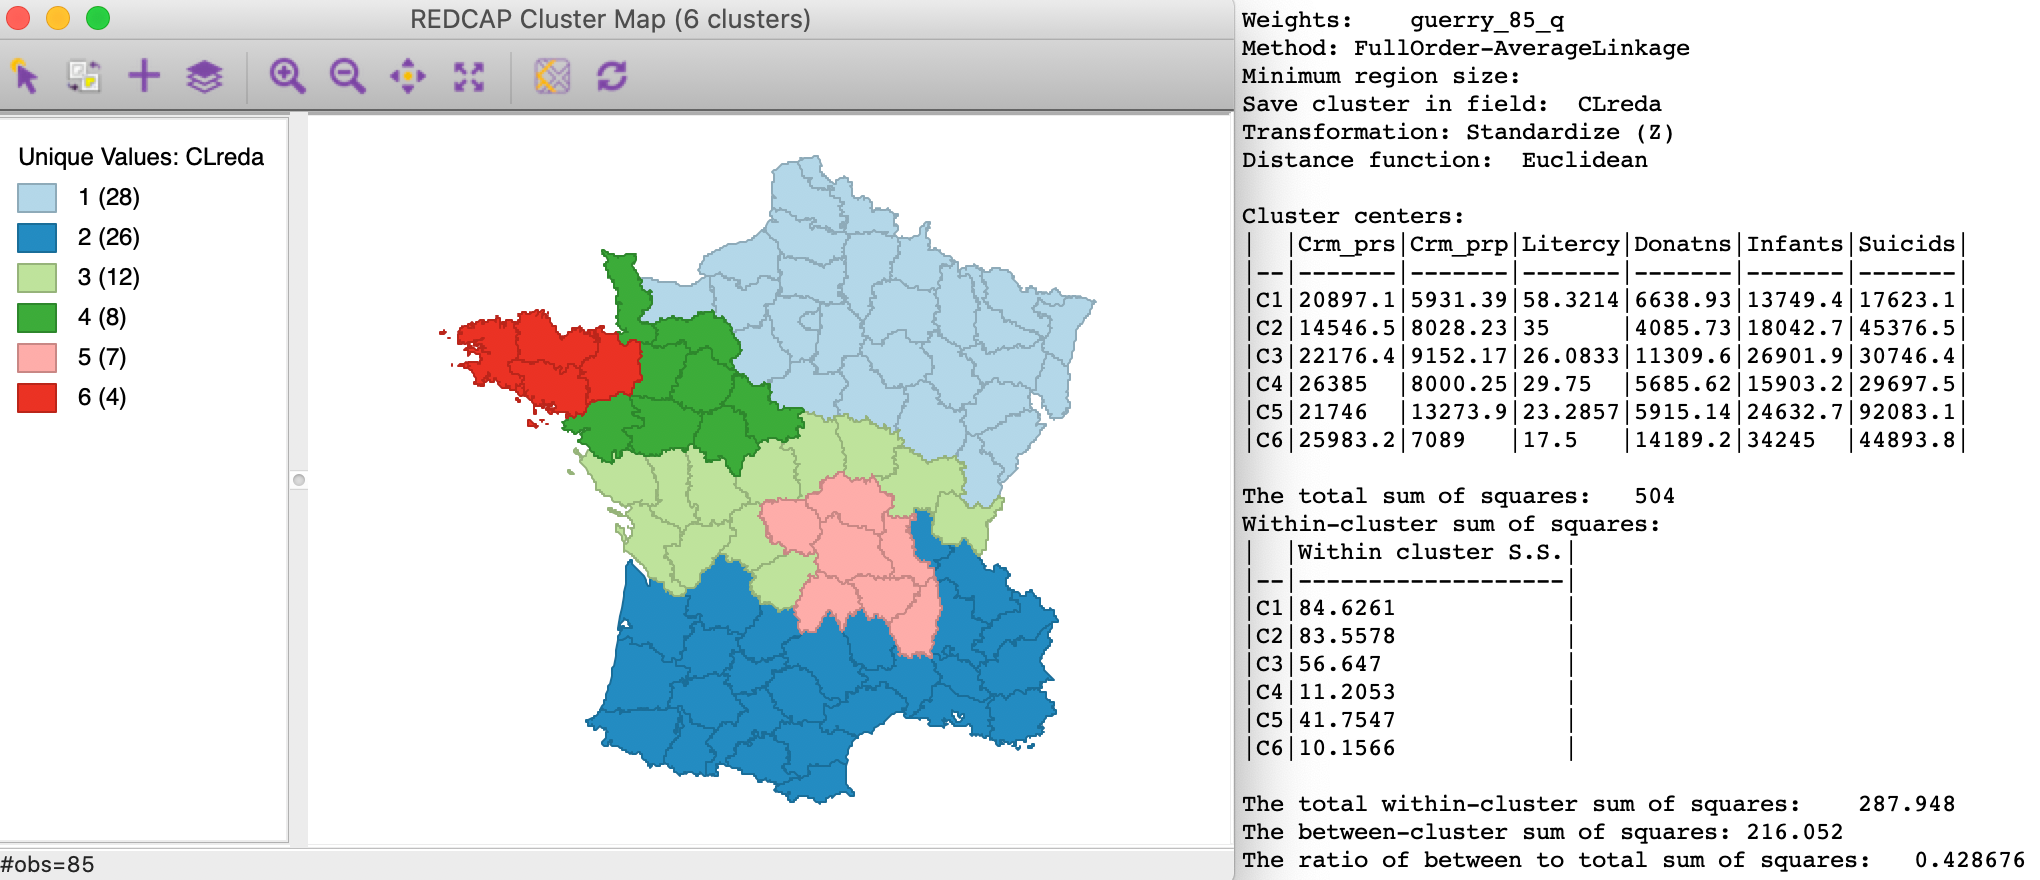 REDCAP Cluster Map (6 clusters)
Unique Values: CLreda
1 (28)
2 (26)
3 (12)
4 (8)
5 (7)
6 (4)
#obs=85
Weights:    guerry_85_q
Method: FullOrder-AverageLinkage
Minimum region size:
Save cluster in field:  CLreda
Transformation: Standardize (Z)
Distance function:  Euclidean
Cluster centers:
|  |Crm_prs|Crm_prp|Litercy|Donatns|Infants|Suicids|
|--|-------|-------|-------|-------|-------|-------|
|C1|20897.1|5931.39|58.3214|6638.93|13749.4|17623.1|
|C2|14546.5|8028.23|35     |4085.73|18042.7|45376.5|
|C3|22176.4|9152.17|26.0833|11309.6|26901.9|30746.4|
|C4|26385  |8000.25|29.75  |5685.62|15903.2|29697.5|
|C5|21746  |13273.9|23.2857|5915.14|24632.7|92083.1|
|C6|25983.2|7089   |17.5   |14189.2|34245  |44893.8|
The total sum of squares:   504
Within-cluster sum of squares:
|  |Within cluster S.S.|
|--|-------------------|
|C1|84.6261            |
|C2|83.5578            |
|C3|56.647             |
|C4|11.2053            |
|C5|41.7547            |
|C6|10.1566            |
The total within-cluster sum of squares:    287.948
The between-cluster sum of squares: 216.052
The ratio of between to total sum of squares:   0.428676